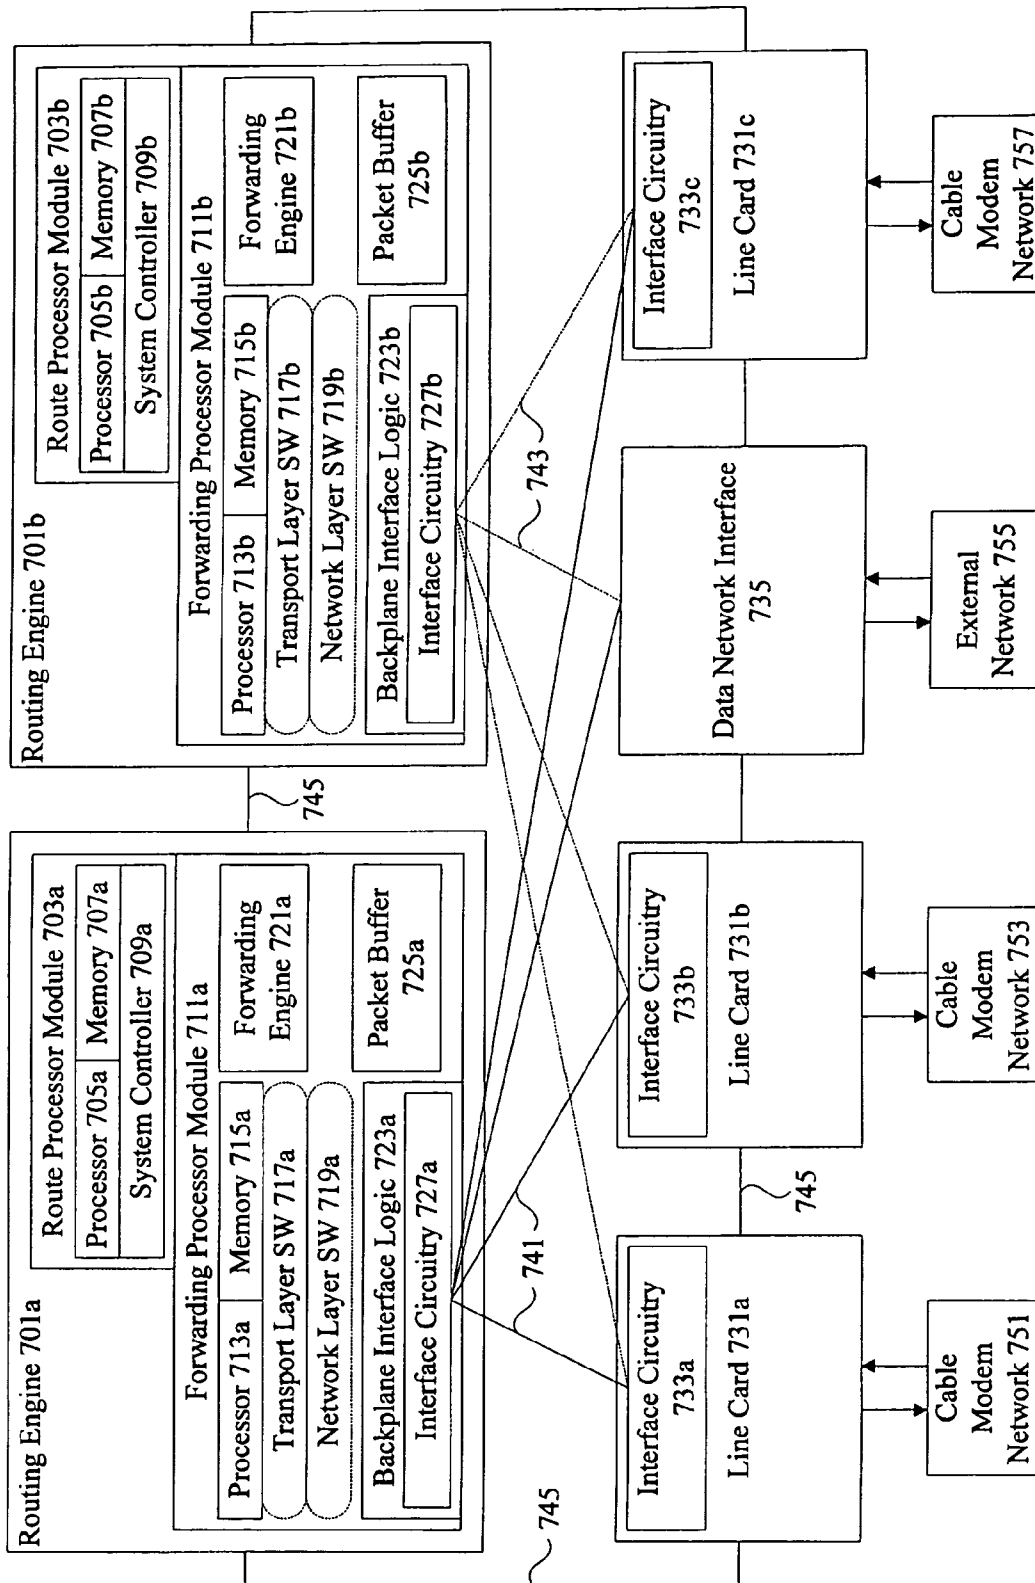 Routing Engine 701a
Route Processor Module 703a
Processor 705a
Memory 707a
System Controller 709a
Forwarding Processor Module 711a
Processor 713a
Memory 715a
Transport Layer SW 717a
Network Layer SW 719a
Forwarding
Engine 721a
Backplane Interface Logic 723a
Interface Circuitry 727a
Packet Buffer
725a
745
Routing Engine 701b
Route Processor Module 703b
Processor 705b
Memory 707b
System Controller 709b
Forwarding Processor Module 711b
Processor 713b
Memory 715b
Transport Layer SW 717b
Network Layer SW 719b
Forwarding
Engine 721b
Backplane Interface Logic 723b
Interface Circuitry 727b
Packet Buffer
725b
745
741
743
Interface Circuitry
733a
Line Card 731a
745
Interface Circuitry
733b
Line Card 731b
Data Network Interface
735
Interface Circuitry
733c
Line Card 731c
Cable
Modem
Network 751
Cable
Modem
Network 753
External
Network 755
Cable
Modem
Network 757